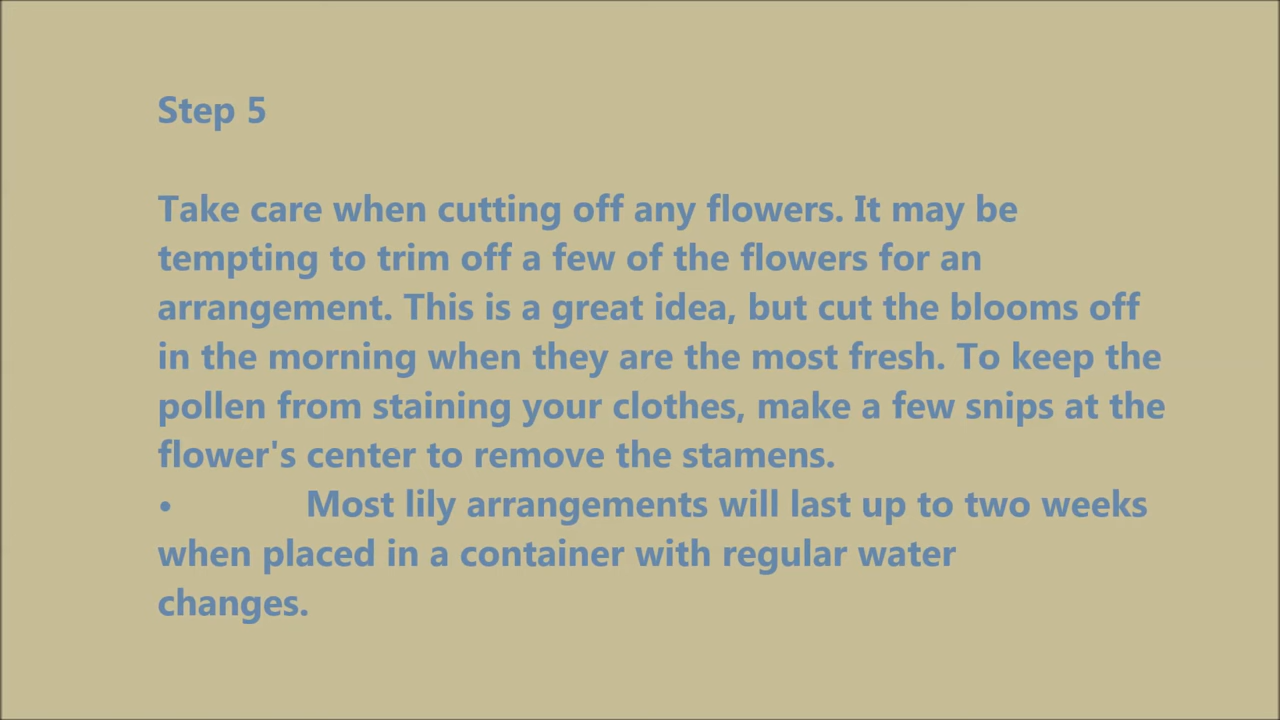 Step 5
Take care when cutting off any flowers. It may be
tempting to trim off a few of the flowers for an
arrangement. This is a great idea, but cut the blooms off
in the morning when they are the most fresh. To keep the
pollen from staining your clothes, make a few snips at the
flower's center to remove the stamens.
• Most lily arrangements will last up to two weeks
when placed in a container with regular water
changes.